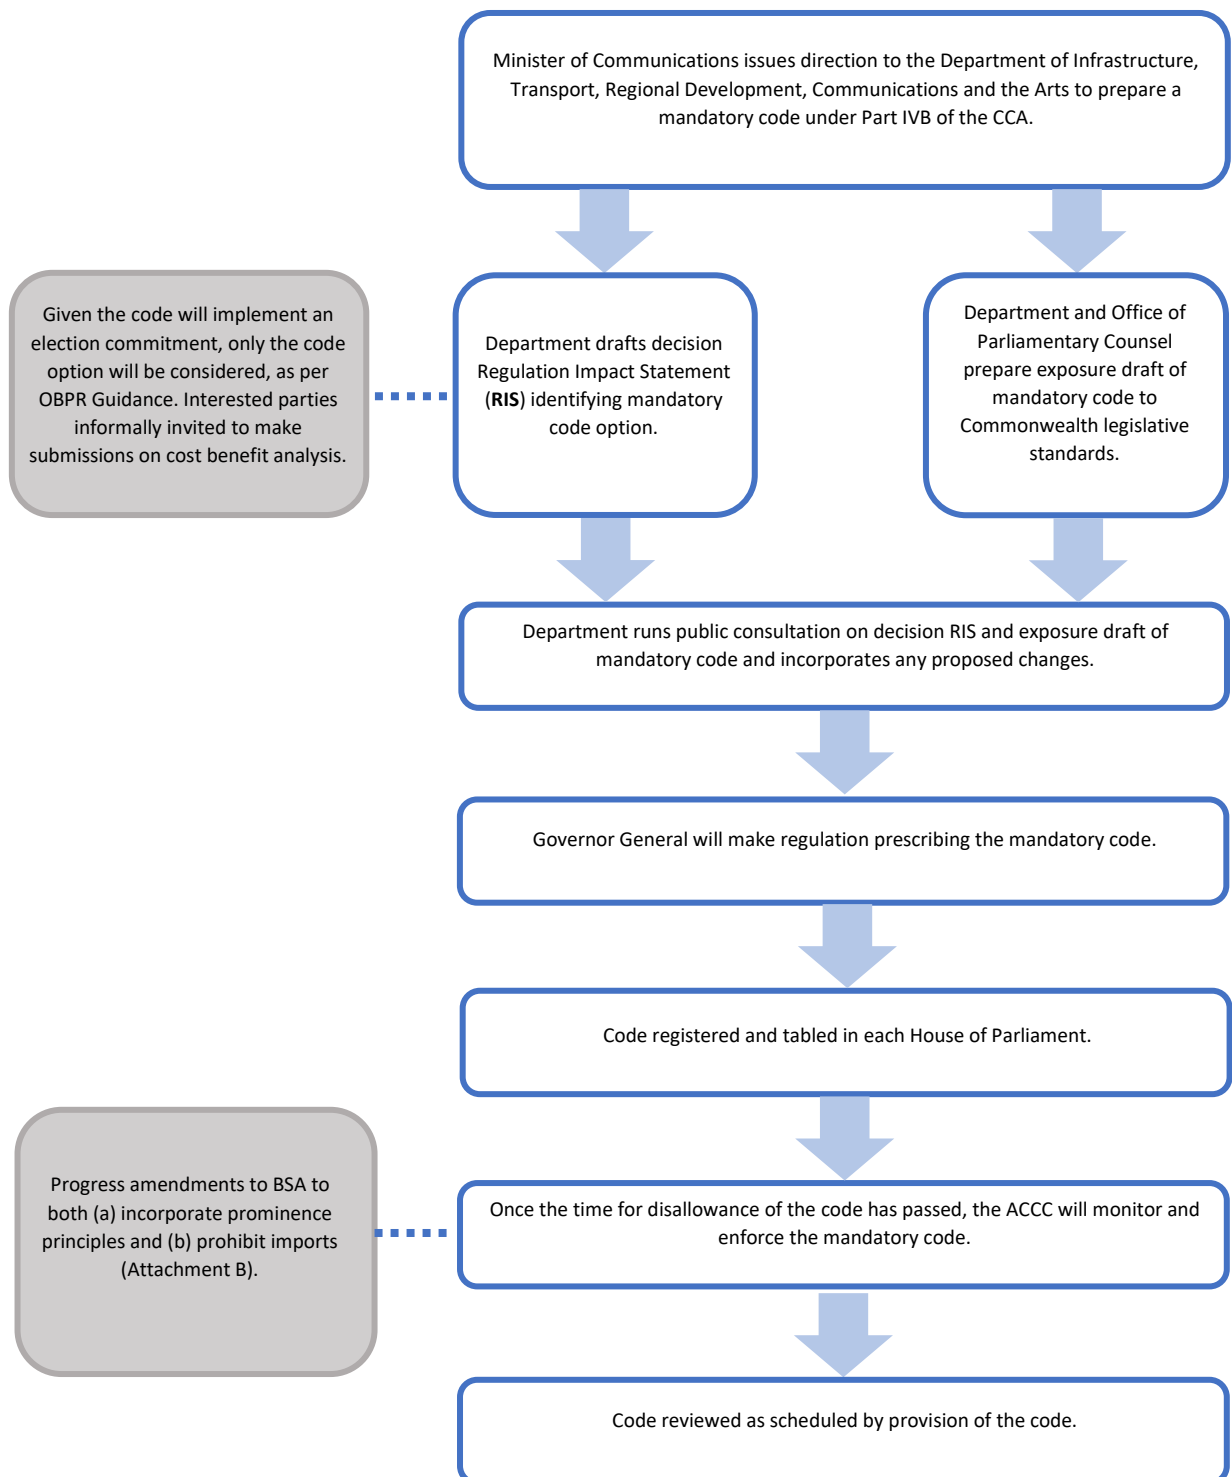 Minister of Communications issues direction to the Department of Infrastructure,
Transport, Regional Development, Communications and the Arts to prepare a
mandatory code under Part IVB of the CCA.
Given the code will implement an
election commitment, only the code
option will be considered, as per
OBPR Guidance. Interested parties
informally invited to make
submissions on cost benefit analysis.
Department drafts decision
Regulation Impact Statement
(RIS) identifying mandatory
code option.
Department and Office of
Parliamentary Counsel
prepare exposure draft of
mandatory code to
Commonwealth legislative
standards.
Department runs public consultation on decision RIS and exposure draft of
mandatory code and incorporates any proposed changes.
Governor General will make regulation prescribing the mandatory code.
Code registered and tabled in each House of Parliament.
Progress amendments to BSA to
both (a) incorporate prominence
principles and (b) prohibit imports
(Attachment B).
Once the time for disallowance of the code has passed, the ACCC will monitor and
enforce the mandatory code.
Code reviewed as scheduled by provision of the code.